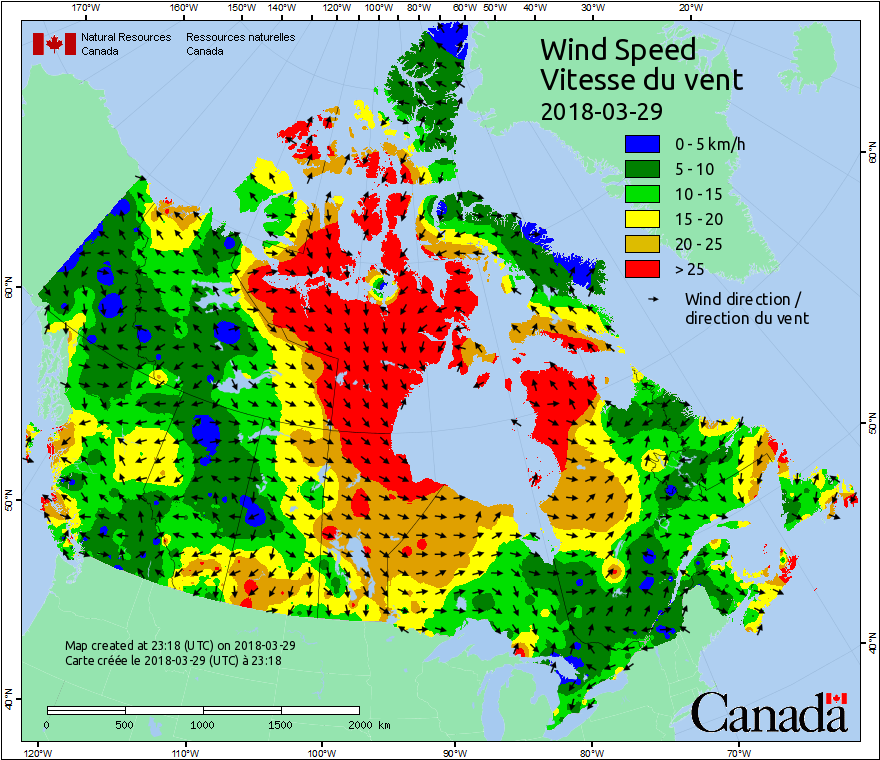 170°W 160°W 150°W 140°W 120°W 100°W 80°W 60°W 50°W 40°W 30°W 20°W
Natural Resources Ressources naturelles
Canada Canada
Wind Speed
Vitesse du vent
2018-03-29
0 - 5 km/h
5 - 10
10 - 15
15 - 20
20 - 25
> 25
Wind direction /
direction du vent
60°N 60°N
50°N 50°N
40°N 40°N
Map created at 23:18 (UTC) on 2018-03-29
Carte créée le 2018-03-29 (UTC) à 23:18
0 500 1000 1500 2000 km
Canada
120°W 110°W 100°W 90°W 80°W 70°W